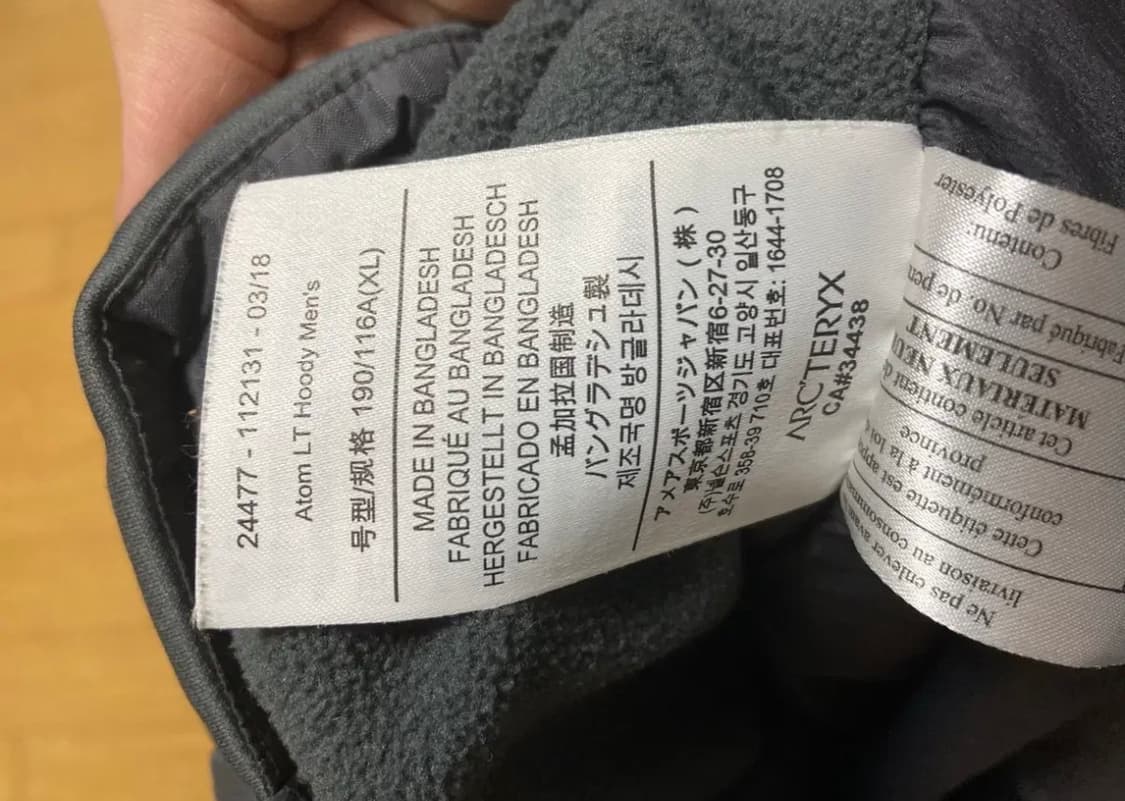 24477 - 112131 - 03/18
Atom LT Hoody Men's
号型/规格 190/116A(XL)
MADE IN BANGLADESH
FABRIQUÉ AU BANGLADESH
HERGESTELLT IN BANGLADESCH
FABRICADO EN BANGLADESH
孟加拉国制造
バングラデシュ製
제조국명 방글라데시
アメアスポーツジャパン(株)
東京都新宿区新宿6-27-30
(주)넬슨스포츠 경기도 고양시 일산동구
호수로 358-39 710호 대표번호: 1644-1708
ARC'TERYX
CA#34438
Ne pas enlever avant
livraison au consomm
Cette étiquette est
conformément à la loi
province
Cet article contient
MATÉRIAUX NEU
SEULEMENT
Fabriqué par No. de
Contenu:
Fibres de Polyester